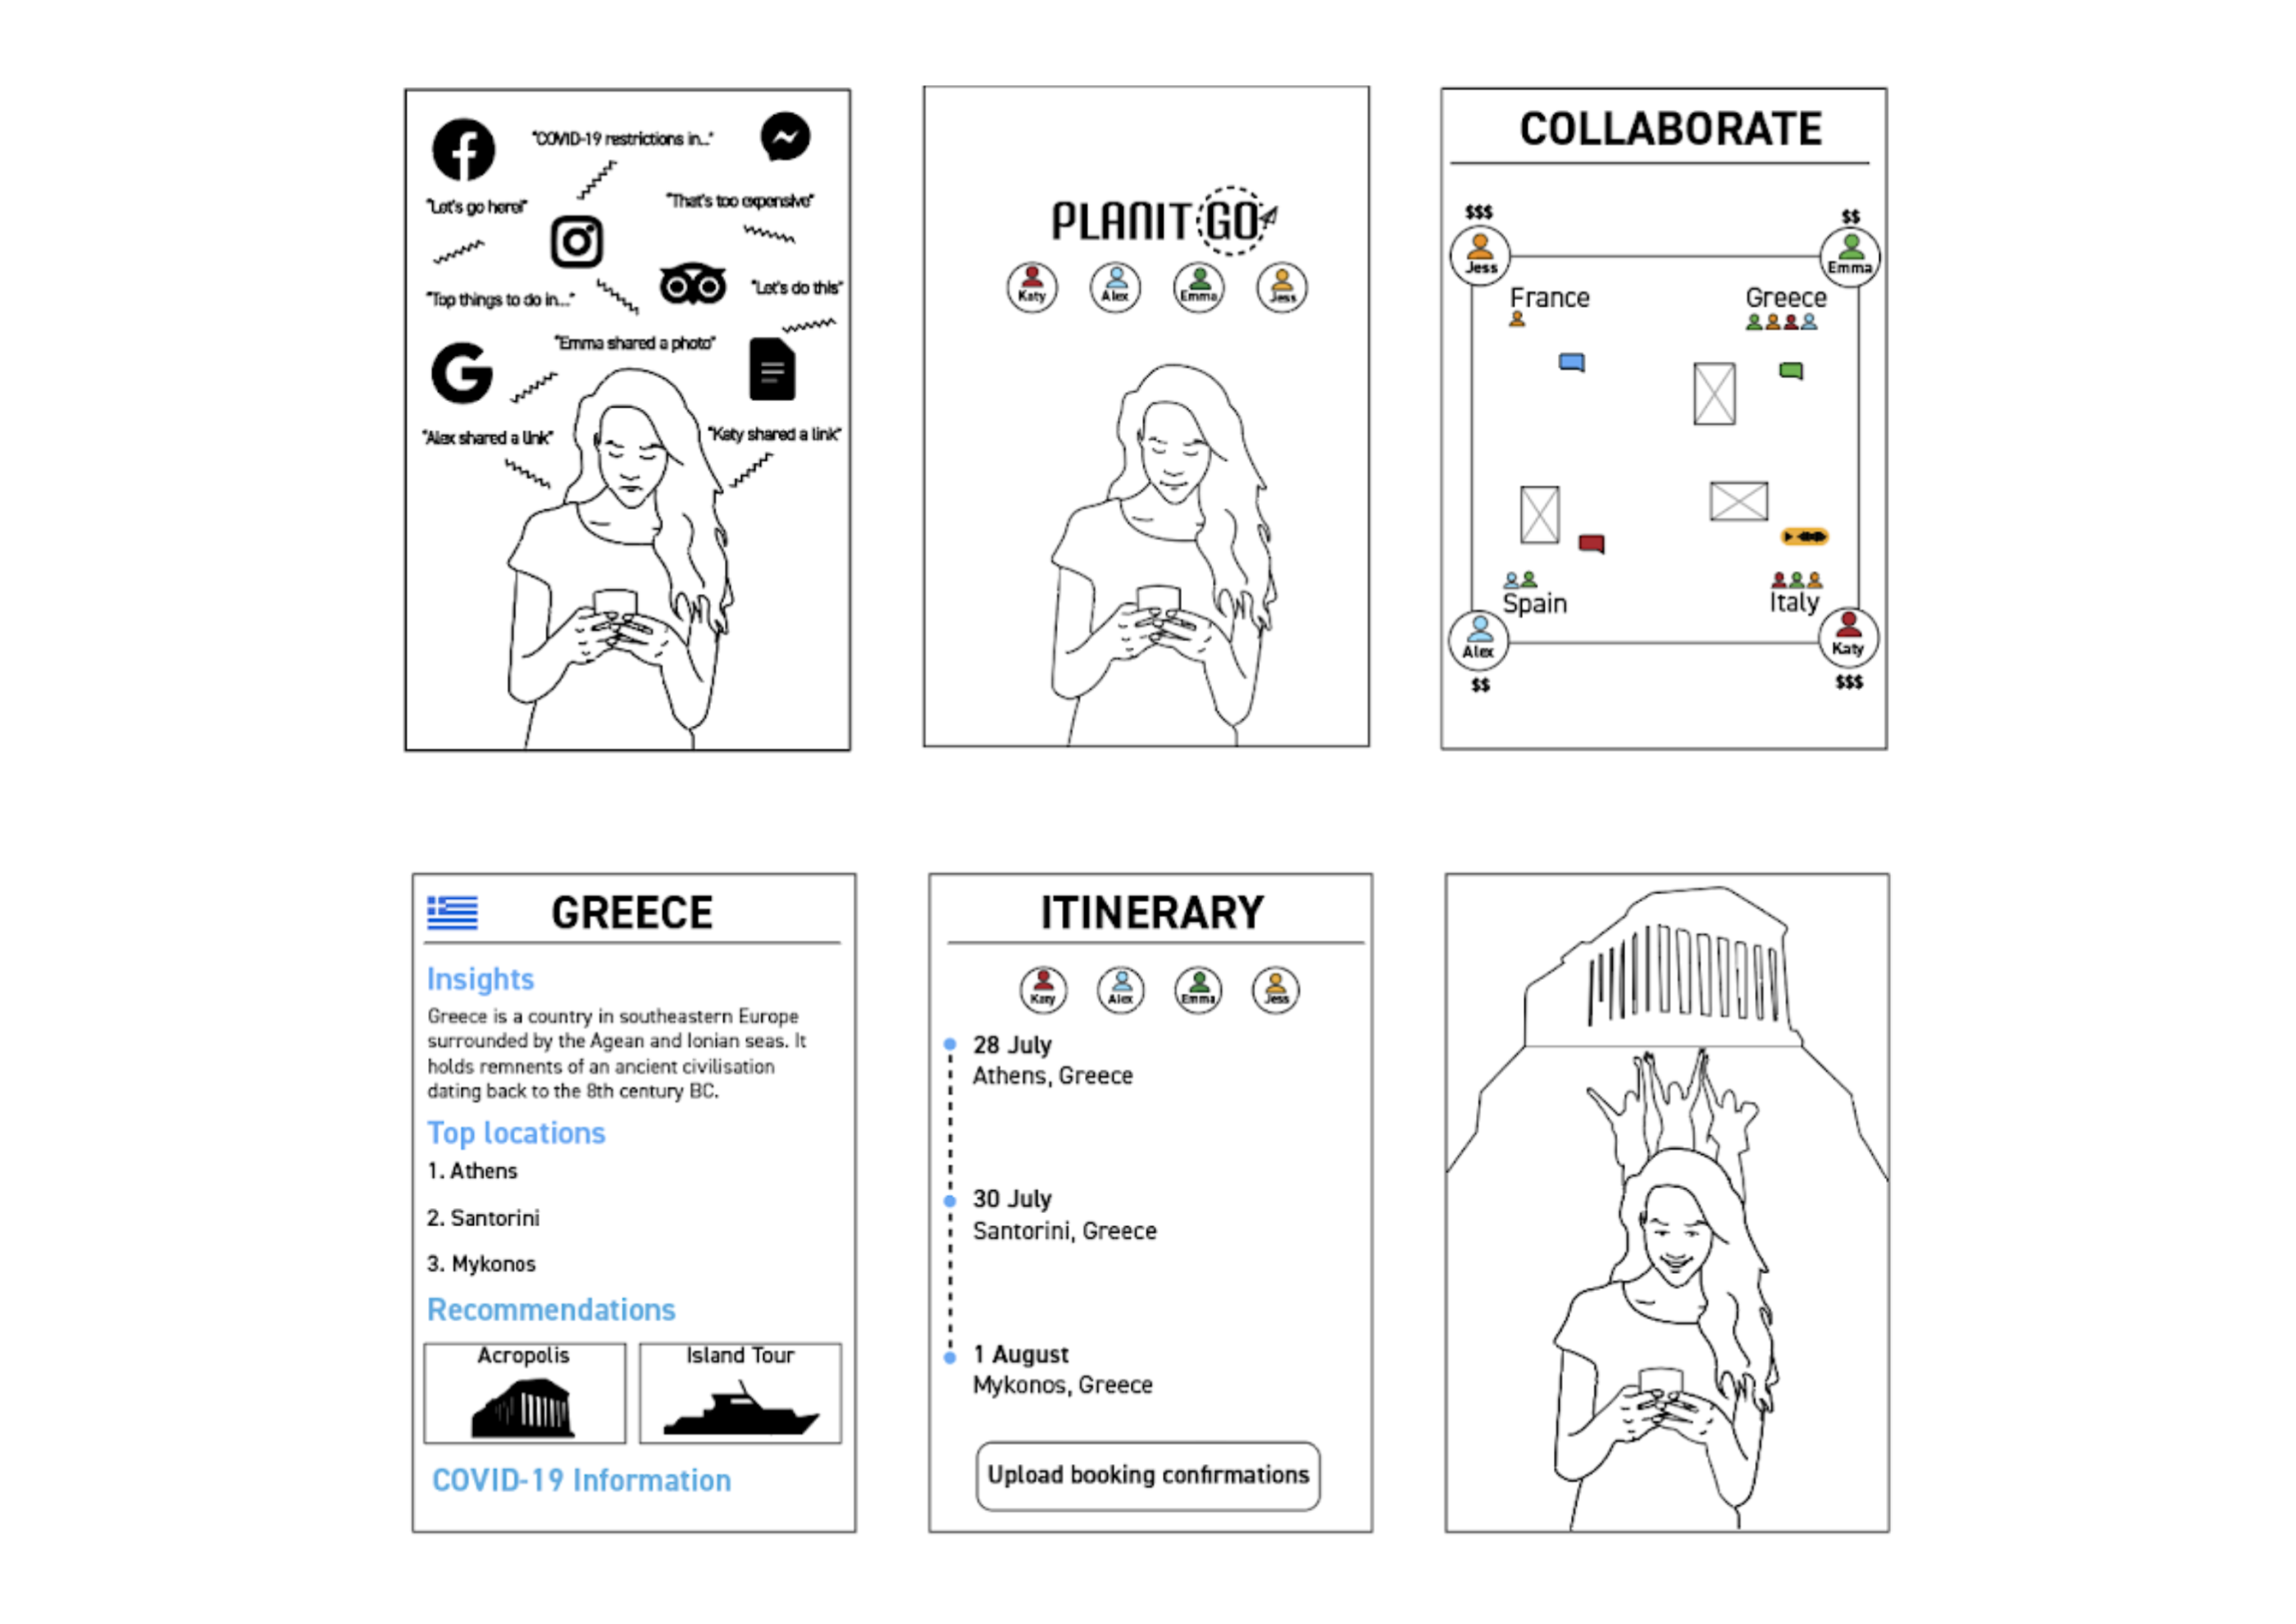 "COVID-19 restrictions in..."
"Let's go here!"
"That's too expensive"
"Top things to do in..."
"Let's do this"
"Emma shared a photo"
"Alex shared a link"
"Katy shared a link"
PLANIT GO
Katy
Alex
Emma
Jess
COLLABORATE
$$$
$$
Jess
Emma
France
Greece
Spain
Italy
Alex
Katy
$$
$$$
GREECE
Insights
Greece is a country in southeastern Europe
surrounded by the Agean and Ionian seas. It
holds remnents of an ancient civilisation
dating back to the 8th century BC.
Top locations
1. Athens
2. Santorini
3. Mykonos
Recommendations
Acropolis
Island Tour
COVID-19 Information
ITINERARY
Katy
Alex
Emma
Jess
28 July
Athens, Greece
30 July
Santorini, Greece
1 August
Mykonos, Greece
Upload booking confirmations